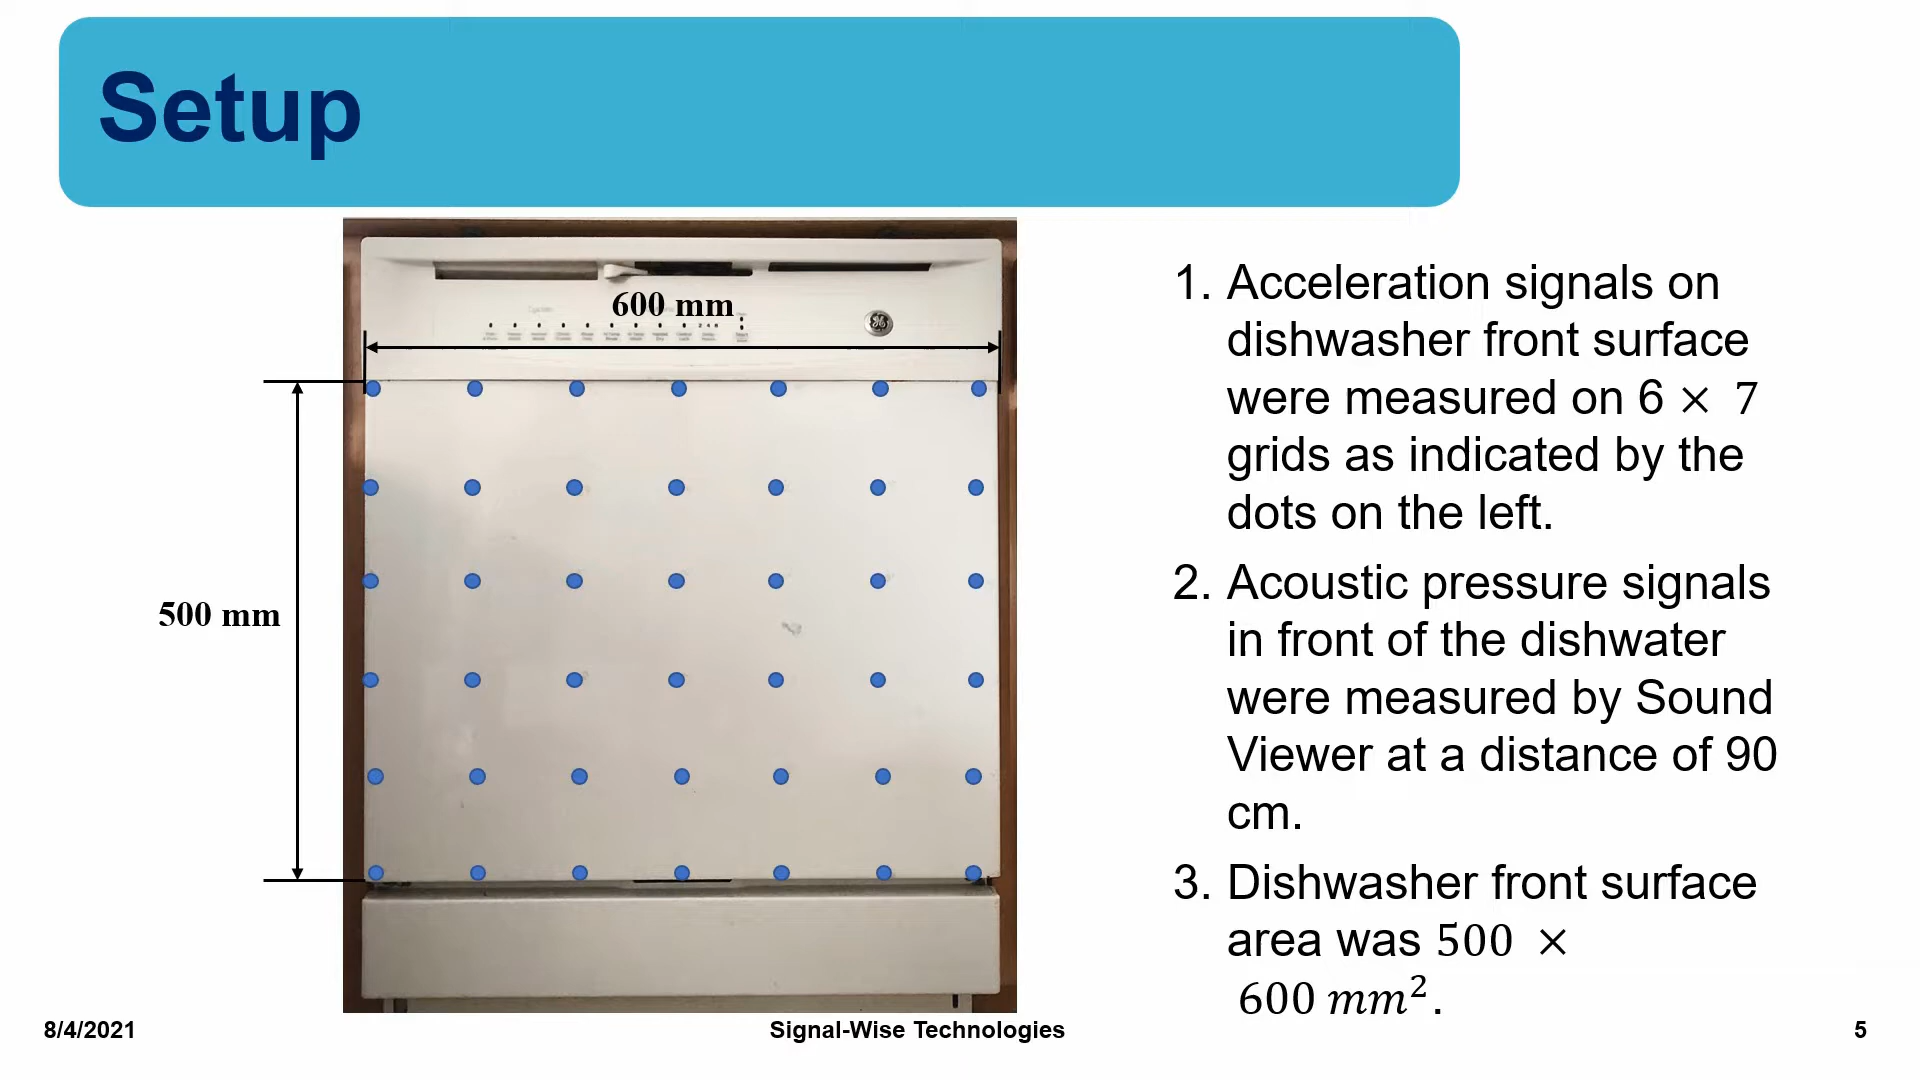 Setup
600 mm
500 mm
1. Acceleration signals on
dishwasher front surface
were measured on 6 × 7
grids as indicated by the
dots on the left.
2. Acoustic pressure signals
in front of the dishwater
were measured by Sound
Viewer at a distance of 90
cm.
3. Dishwasher front surface
area was 500 ×
600 mm².
8/4/2021
Signal-Wise Technologies
5